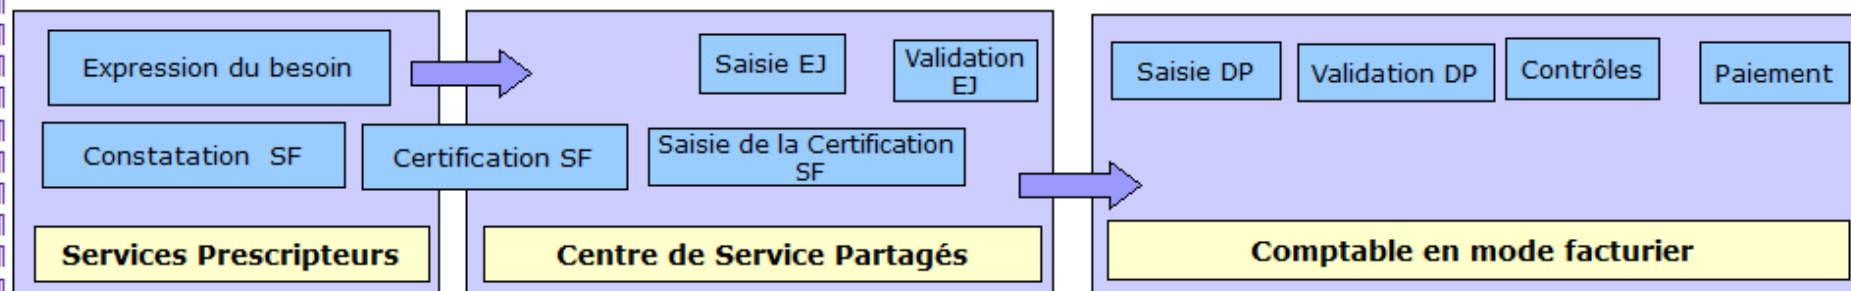 Expression du besoin
Constatation SF
Certification SF
Services Prescripteurs
Saisie EJ
Validation
EJ
Saisie de la Certification
SF
Centre de Service Partagés
Saisie DP
Validation DP
Contrôles
Paiement
Comptable en mode facturier